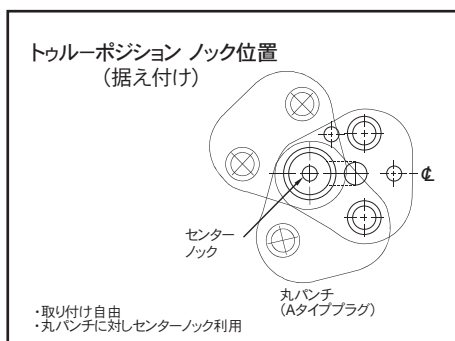 トゥルーポジション ノック位置
（据え付け）
℄
センター
ノック
丸パンチ
（Aタイププラグ）
・取り付け自由
・丸パンチに対しセンターノック利用